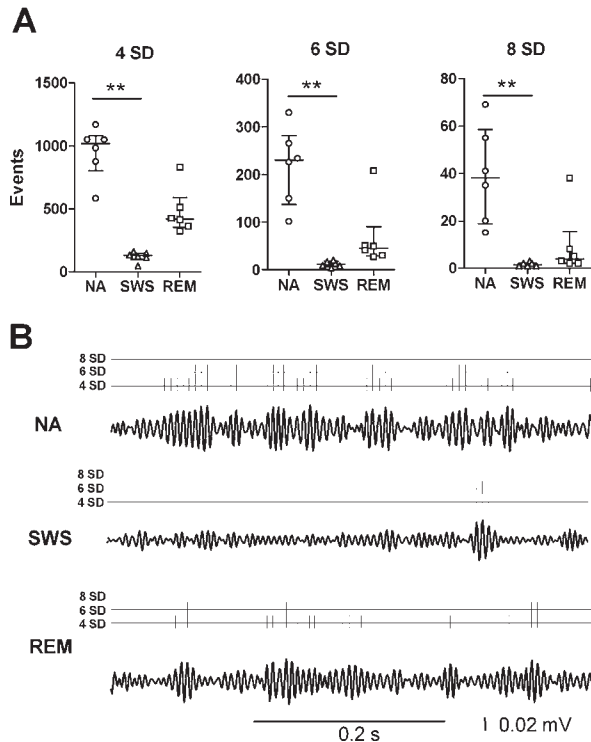 A
4 SD
6 SD
8 SD
Events
1500
1000
500
0
**
NA SWS REM
400
300
200
100
0
**
NA SWS REM
80
60
40
20
0
**
NA SWS REM
B
8 SD
6 SD
4 SD
NA
8 SD
6 SD
4 SD
SWS
8 SD
6 SD
4 SD
REM
0.2 s
0.02 mV